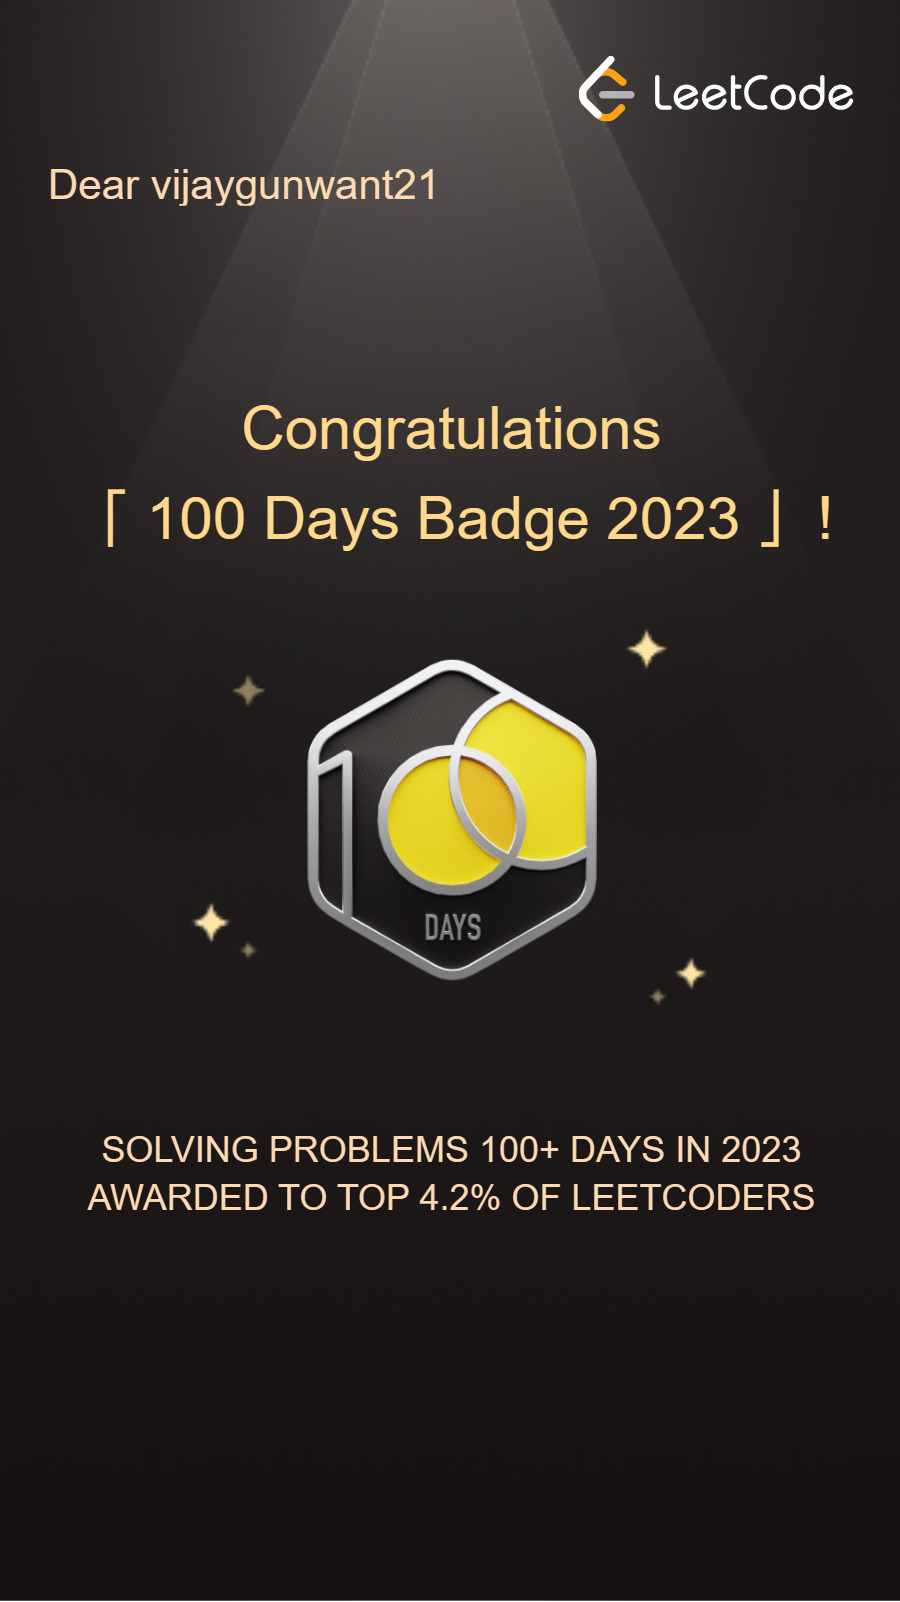 LeetCode
Dear vijaygunwant21
Congratulations
「 100 Days Badge 2023 」 !
100
DAYS
SOLVING PROBLEMS 100+ DAYS IN 2023
AWARDED TO TOP 4.2% OF LEETCODERS